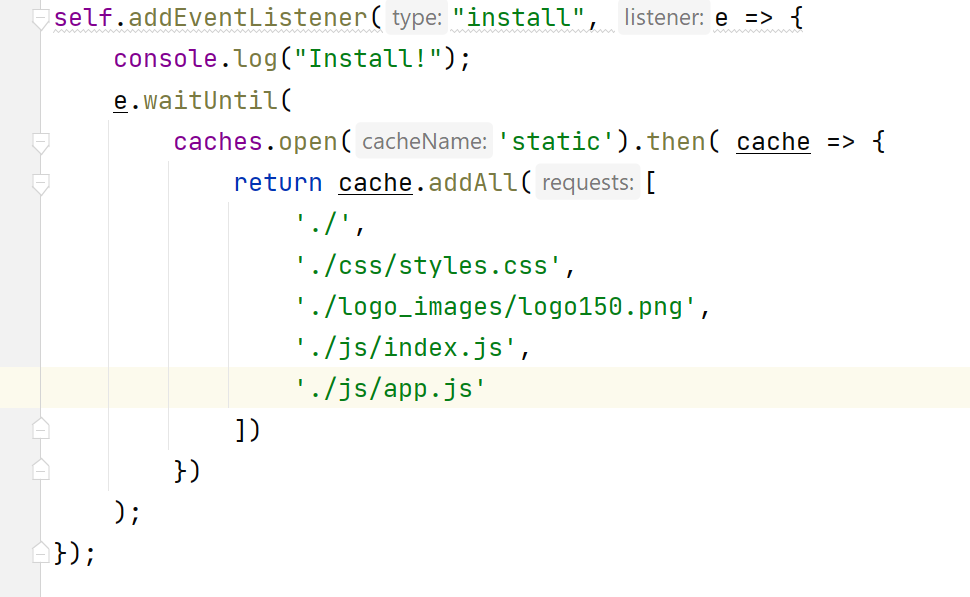 self.addEventListener( type: "install", listener: e => {
console.log("Install!");
e.waitUntil(
caches.open( cacheName: 'static').then( cache => {
return cache.addAll( requests: [
'./',
'./css/styles.css',
'./logo_images/logo150.png',
'./js/index.js',
'./js/app.js'
])
})
);
});